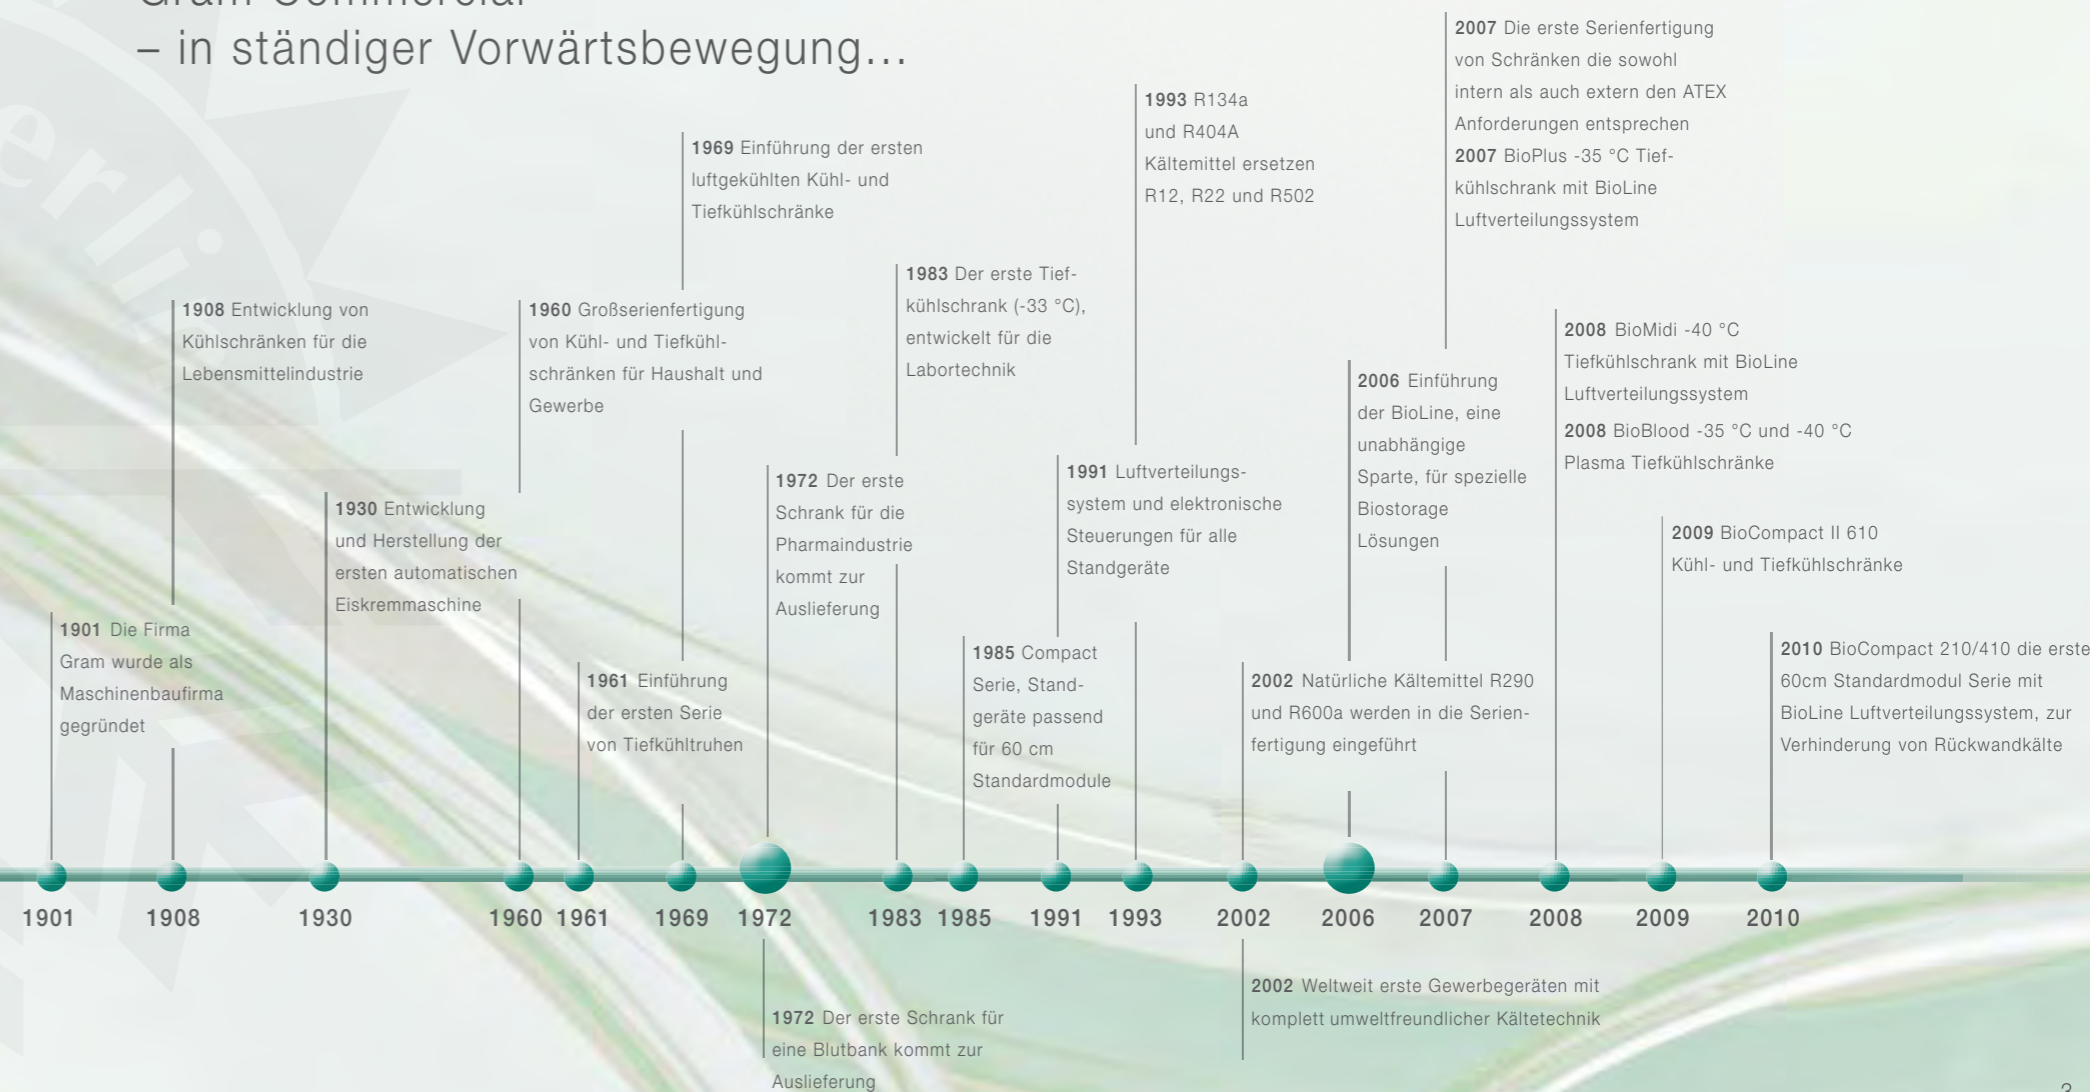 Gram Commercial
– in ständiger Vorwärtsbewegung...
1901 Die Firma
Gram wurde als
Maschinenbaufirma
gegründet
1908 Entwicklung von
Kühlschränken für die
Lebensmittelindustrie
1930 Entwicklung
und Herstellung der
ersten automatischen
Eiskremmaschine
1960 Großserienfertigung
von Kühl- und Tiefkühl-
schränken für Haushalt und
Gewerbe
1961 Einführung
der ersten Serie
von Tiefkühltruhen
1969 Einführung der ersten
luftgekühlten Kühl- und
Tiefkühlschränke
1972 Der erste
Schrank für die
Pharmaindustrie
kommt zur
Auslieferung
1983 Der erste Tief-
kühlschrank (-33 °C),
entwickelt für die
Labortechnik
1985 Compact
Serie, Stand-
geräte passend
für 60 cm
Standardmodule
1991 Luftverteilungs-
system und elektronische
Steuerungen für alle
Standgeräte
1993 R134a
und R404A
Kältemittel ersetzen
R12, R22 und R502
2002 Natürliche Kältemittel R290
und R600a werden in die Serien-
fertigung eingeführt
2006 Einführung
der BioLine, eine
unabhängige
Sparte, für spezielle
Biostorage
Lösungen
2007 Die erste Serienfertigung
von Schränken die sowohl
intern als auch extern den ATEX
Anforderungen entsprechen
2007 BioPlus -35 °C Tief-
kühlschrank mit BioLine
Luftverteilungssystem
2008 BioMidi -40 °C
Tiefkühlschrank mit BioLine
Luftverteilungssystem
2008 BioBlood -35 °C und -40 °C
Plasma Tiefkühlschränke
2009 BioCompact II 610
Kühl- und Tiefkühlschränke
2010 BioCompact 210/410 die erste
60cm Standardmodul Serie mit
BioLine Luftverteilungssystem, zur
Verhinderung von Rückwandkälte
1901 1908 1930 1960 1961 1969 1972 1983 1985 1991 1993 2002 2006 2007 2008 2009 2010
1972 Der erste Schrank für
eine Blutbank kommt zur
Auslieferung
2002 Weltweit erste Gewerbegeräten mit
komplett umweltfreundlicher Kältetechnik